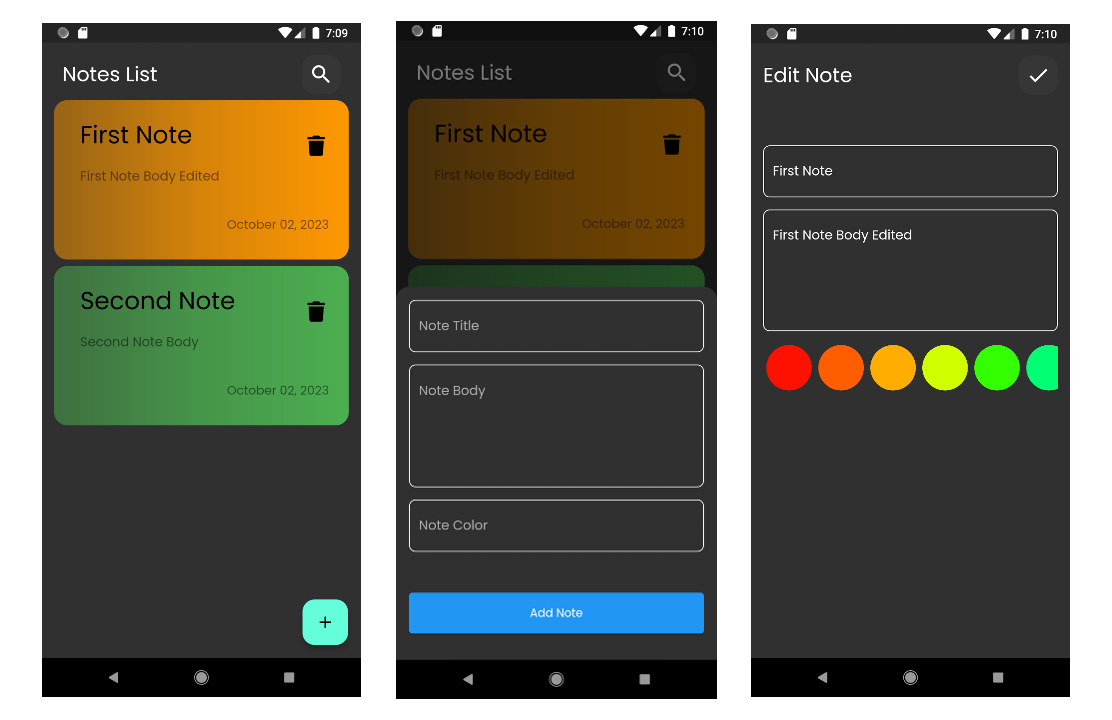 7:09
Notes List
First Note
First Note Body Edited
October 02, 2023
Second Note
Second Note Body
October 02, 2023
+
7:10
Notes List
First Note
First Note Body Edited
October 02, 2023
Note Title
Note Body
Note Color
Add Note
7:10
Edit Note
First Note
First Note Body Edited